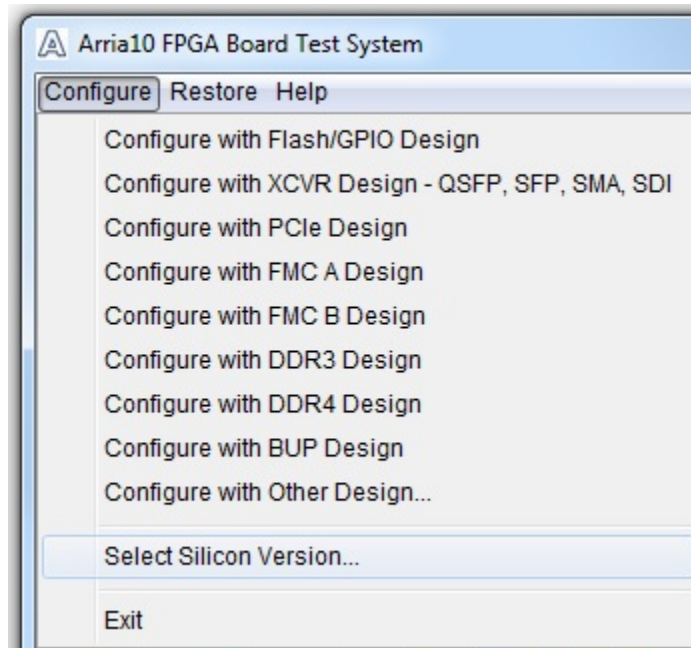 Arria10 FPGA Board Test System
Configure Restore Help
Configure with Flash/GPIO Design
Configure with XCVR Design - QSFP, SFP, SMA, SDI
Configure with PCIe Design
Configure with FMC A Design
Configure with FMC B Design
Configure with DDR3 Design
Configure with DDR4 Design
Configure with BUP Design
Configure with Other Design...
Select Silicon Version...
Exit